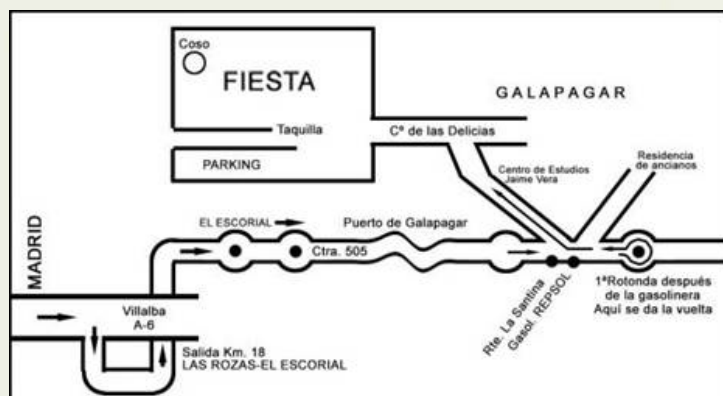 Coso
FIESTA
GALAPAGAR
Taquilla
Cº de las Delicias
PARKING
Centro de Estudios
Jaime Vera
Residencia
de ancianos
EL ESCORIAL
Puerto de Galapagar
MADRID
Ctra. 505
Villalba
A-6
Rte. La Santina
Gasol. REPSOL
1ªRotonda después
de la gasolinera
Aquí se da la vuelta
Salida Km. 18
LAS ROZAS-EL ESCORIAL